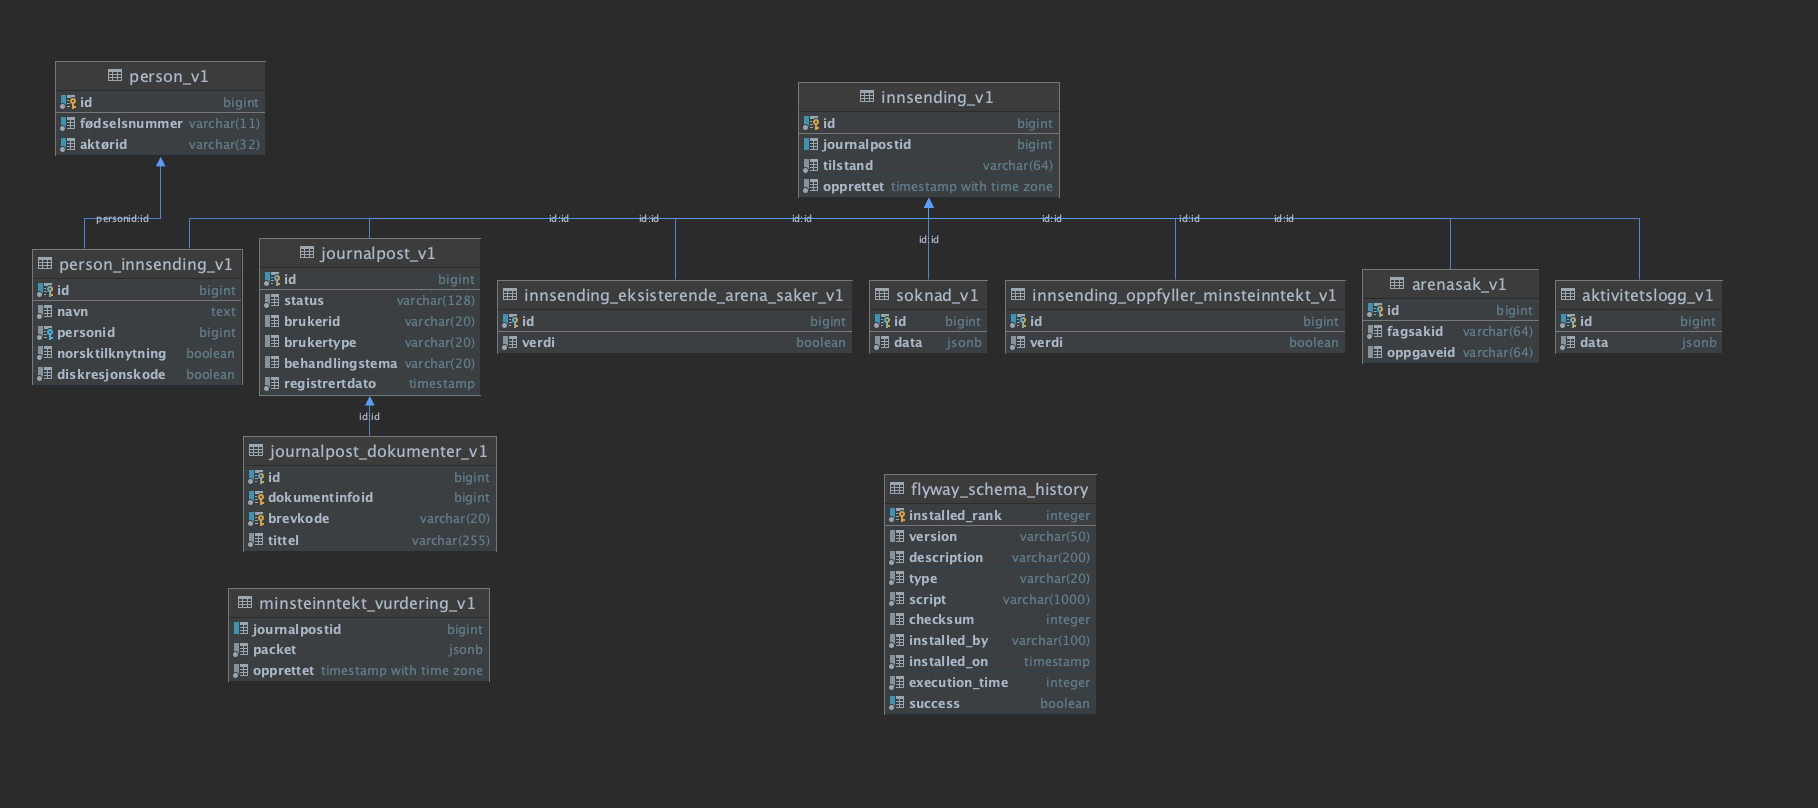 person_v1
id bigint
fødselsnummer varchar(11)
aktørid varchar(32)
innsending_v1
id bigint
journalpostid bigint
tilstand varchar(64)
opprettet timestamp with time zone
personid:id
id:id
id:id
id:id
id:id
id:id
id:id
id:id
person_innsending_v1
id bigint
navn text
personid bigint
norsktilknytning boolean
diskresjonskode boolean
journalpost_v1
id bigint
status varchar(128)
brukerid varchar(20)
brukertype varchar(20)
behandlingstema varchar(20)
registrertdato timestamp
innsending_eksisterende_arena_saker_v1
id bigint
verdi boolean
soknad_v1
id bigint
data jsonb
innsending_oppfyller_minsteinntekt_v1
id bigint
verdi boolean
arenasak_v1
id bigint
fagsakid varchar(64)
oppgaveid varchar(64)
aktivitetslogg_v1
id bigint
data jsonb
id:id
journalpost_dokumenter_v1
id bigint
dokumentinfoid bigint
brevkode varchar(20)
tittel varchar(255)
flyway_schema_history
installed_rank integer
version varchar(50)
description varchar(200)
type varchar(20)
script varchar(1000)
checksum integer
installed_by varchar(100)
installed_on timestamp
execution_time integer
success boolean
minsteinntekt_vurdering_v1
journalpostid bigint
packet jsonb
opprettet timestamp with time zone